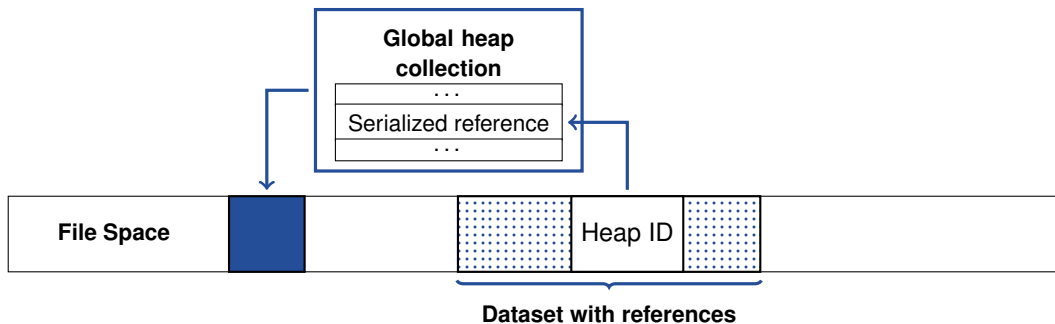 Global heap
collection
. . .
Serialized reference
. . .
File Space
Heap ID
Dataset with references